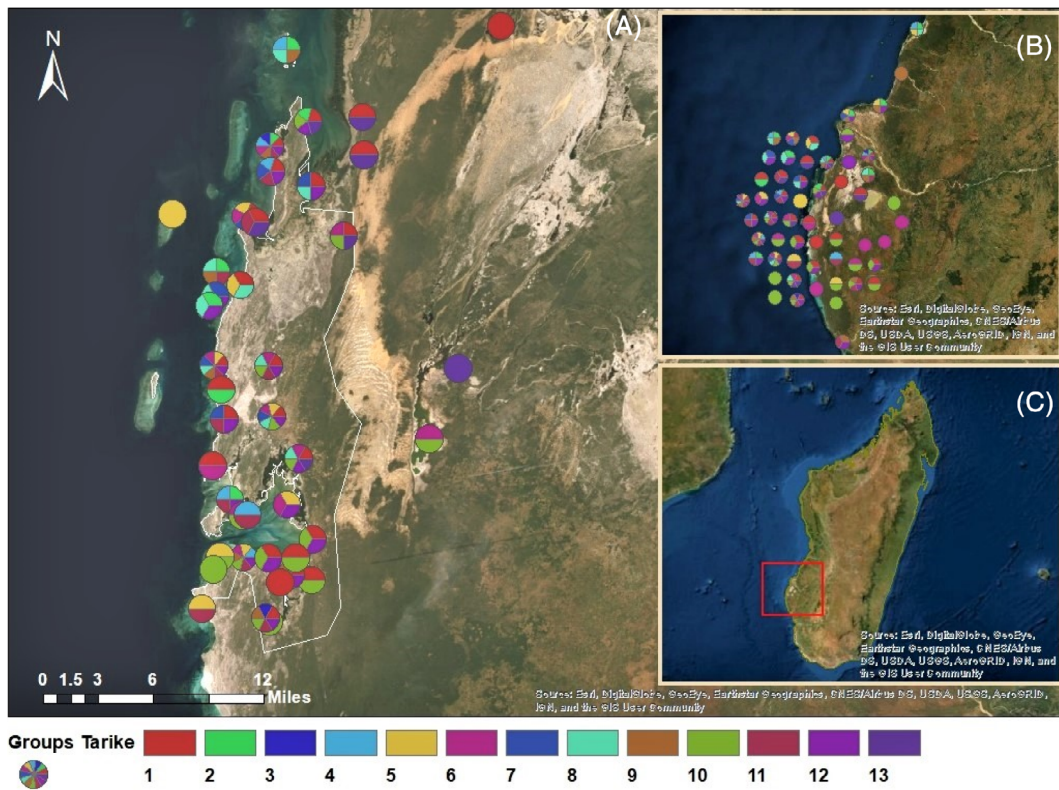 N
(A)
(B)
Source: Esri, DigitalGlobe, GeoEye,
Earthstar Geographics, CNES/Airbus
DS, USDA, USGS, AeroGRID, IGN, and
the GIS User Community
(C)
Source: Esri, DigitalGlobe, GeoEye,
Earthstar Geographics, CNES/Airbus
DS, USDA, USGS, AeroGRID, IGN, and
the GIS User Community
0 1.5 3 6 12
Miles
Source: Esri, DigitalGlobe, GeoEye, Earthstar Geographics, CNES/Airbus DS, USDA, USGS, AeroGRID,
IGN, and the GIS User Community
Groups Tarike
1 2 3 4 5 6 7 8 9 10 11 12 13